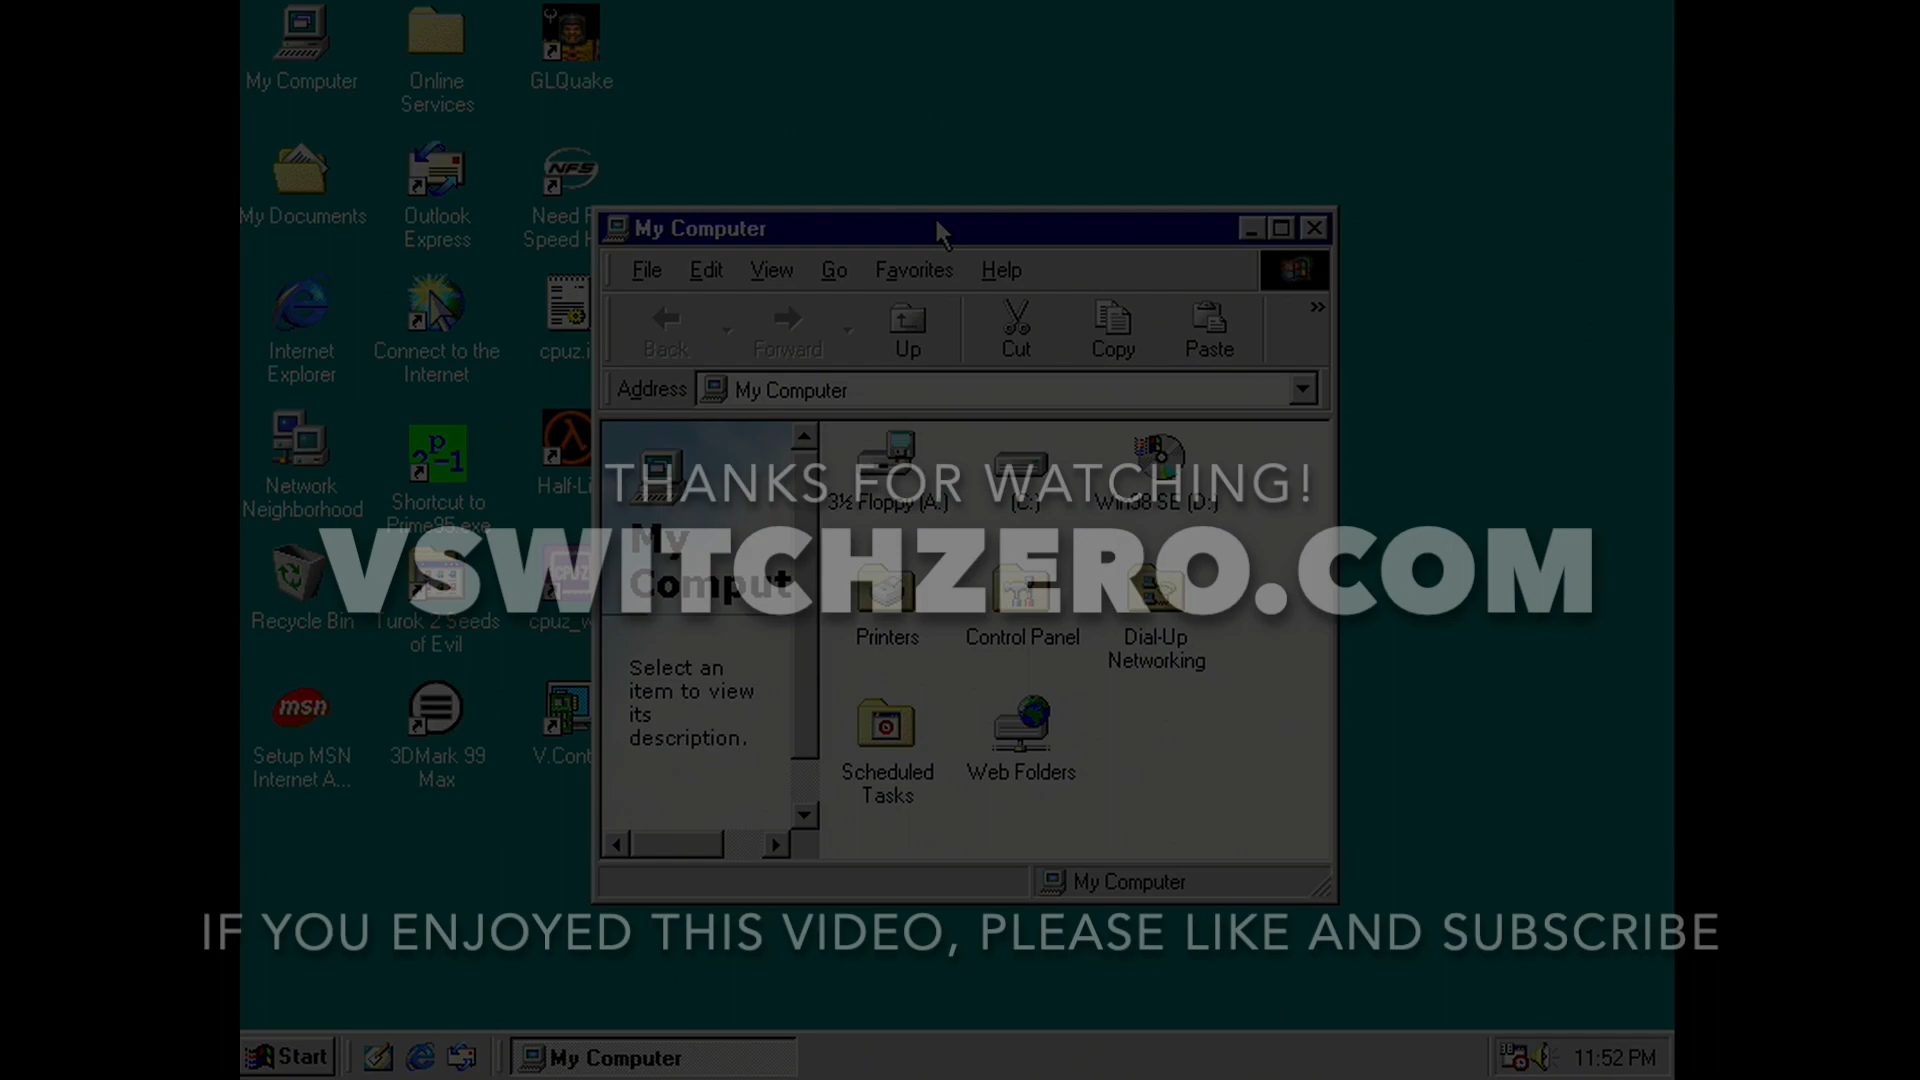 My Computer
Online
Services
GLQuake
My Documents
Outlook
Express
Need F
Speed H
My Computer
File Edit View Go Favorites Help
Back Forward Up Cut Copy Paste »
Address My Computer
Internet
Explorer
Connect to the
Internet
cpuz.i
Network
Neighborhood
Shortcut to
Prime95.exe
Half-Li
THANKS FOR WATCHING!
3½ Floppy (A:) (C:) Win98 SE (D:)
My
Comput
VSWITCHZERO.COM
Recycle Bin
Turok 2 Seeds
of Evil
cpuz_w
Printers
Control Panel
Dial-Up
Networking
Select an
item to view
its
description.
msn
Setup MSN
Internet A...
3DMark 99
Max
V.Cont
Scheduled
Tasks
Web Folders
My Computer
IF YOU ENJOYED THIS VIDEO, PLEASE LIKE AND SUBSCRIBE
Start My Computer 11:52 PM